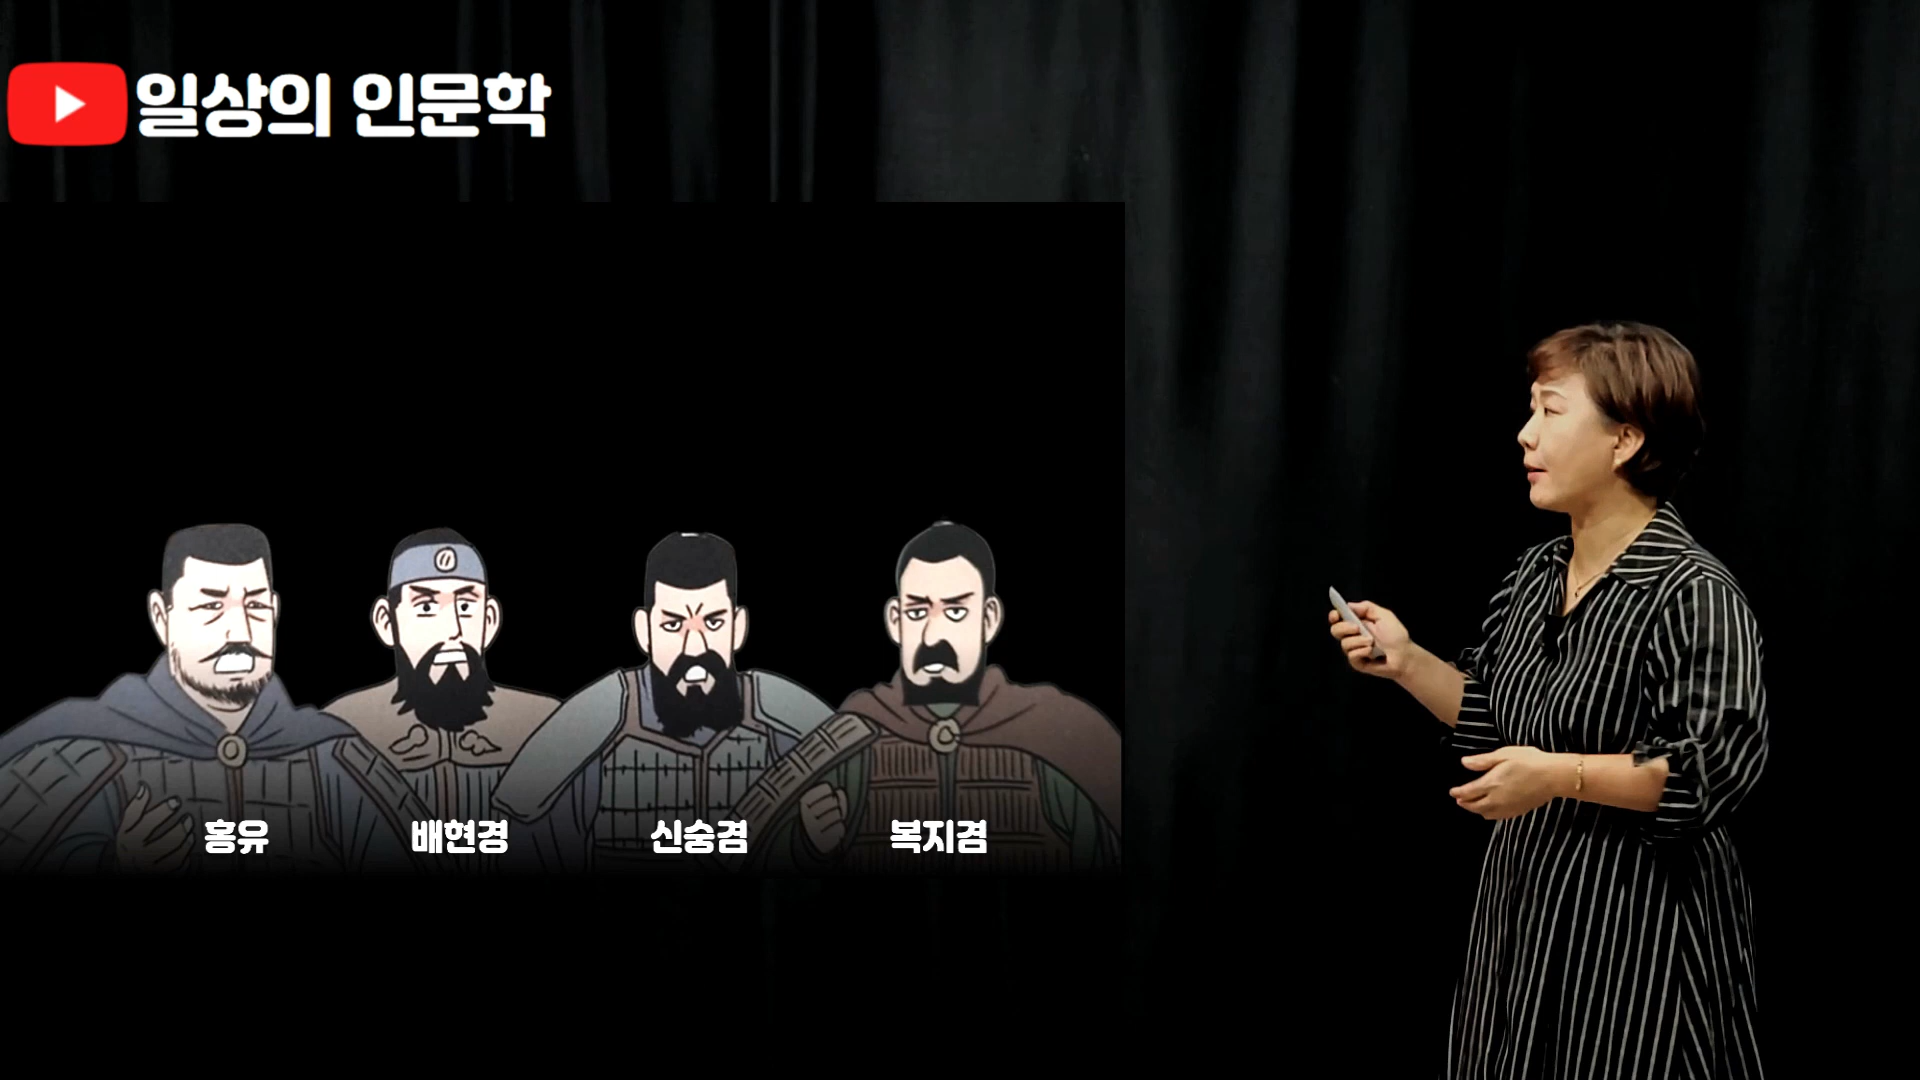 일상의 인문학
홍유
배현경
신숭겸
복지겸